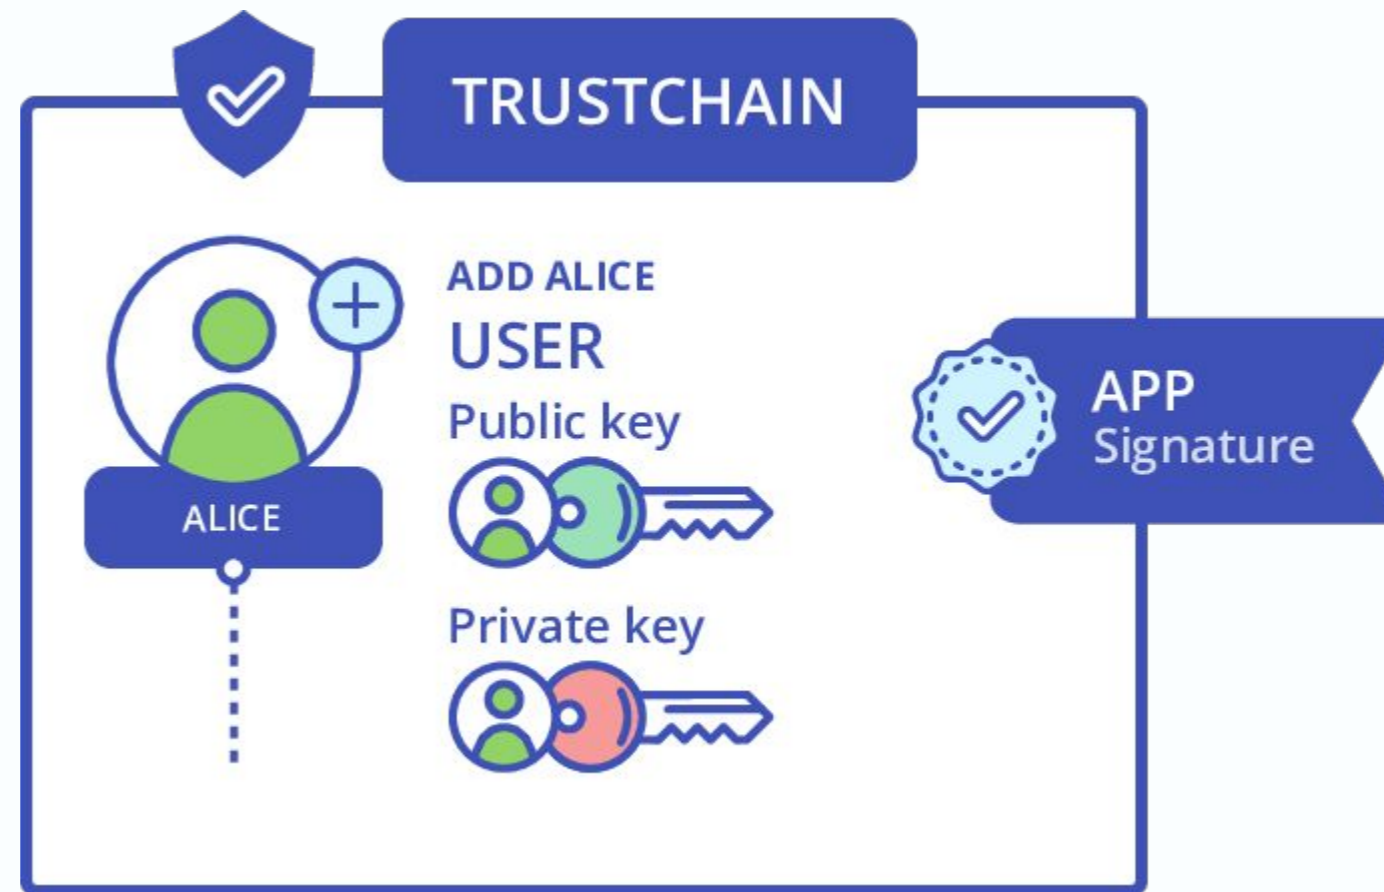 TRUSTCHAIN
ADD ALICE
USER
Public key
Private key
ALICE
APP
Signature